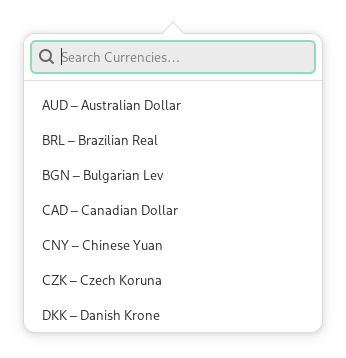 Search Currencies…
AUD – Australian Dollar
BRL – Brazilian Real
BGN – Bulgarian Lev
CAD – Canadian Dollar
CNY – Chinese Yuan
CZK – Czech Koruna
DKK – Danish Krone